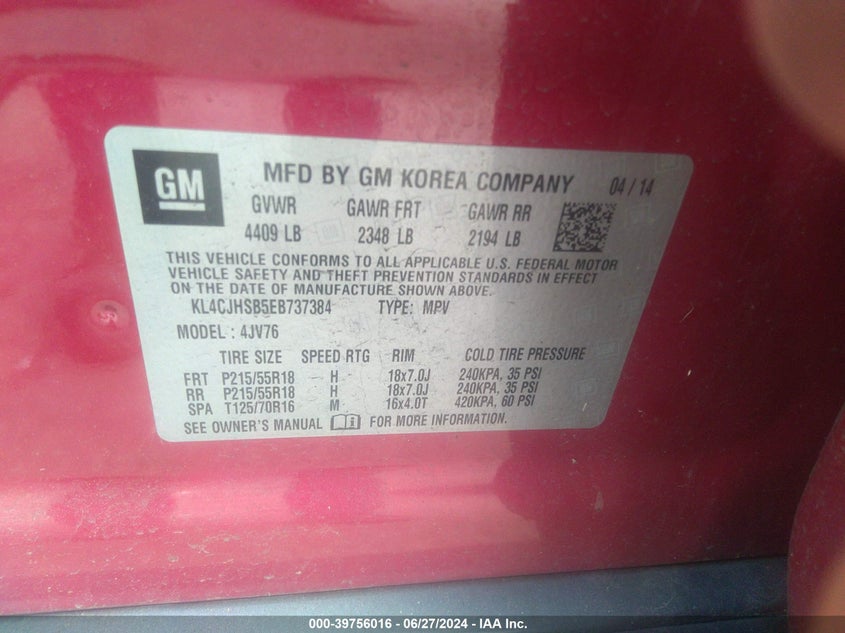 GM
MFD BY GM KOREA COMPANY 04 / 14
GVWR GAWR FRT GAWR RR
4409 LB 2348 LB 2194 LB
THIS VEHICLE CONFORMS TO ALL APPLICABLE U.S. FEDERAL MOTOR
VEHICLE SAFETY AND THEFT PREVENTION STANDARDS IN EFFECT
ON THE DATE OF MANUFACTURE SHOWN ABOVE.
KL4CJHSB5EB737384 TYPE: MPV
MODEL : 4JV76
TIRE SIZE SPEED RTG RIM COLD TIRE PRESSURE
FRT P215/55R18 H 18x7.0J 240KPA, 35 PSI
RR P215/55R18 H 18x7.0J 240KPA, 35 PSI
SPA T125/70R16 M 16x4.0T 420KPA, 60 PSI
SEE OWNER'S MANUAL FOR MORE INFORMATION.
000-39756016 - 06/27/2024 - IAA Inc.